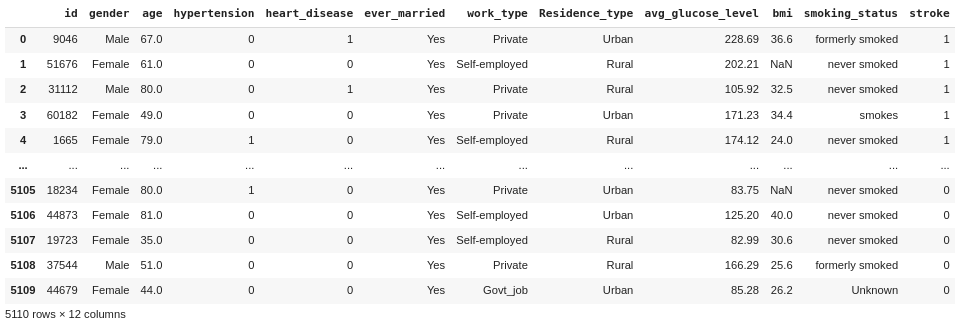 id gender age hypertension heart_disease ever_married work_type Residence_type avg_glucose_level bmi smoking_status stroke
0 9046 Male 67.0 0 1 Yes Private Urban 228.69 36.6 formerly smoked 1
1 51676 Female 61.0 0 0 Yes Self-employed Rural 202.21 NaN never smoked 1
2 31112 Male 80.0 0 1 Yes Private Rural 105.92 32.5 never smoked 1
3 60182 Female 49.0 0 0 Yes Private Urban 171.23 34.4 smokes 1
4 1665 Female 79.0 1 0 Yes Self-employed Rural 174.12 24.0 never smoked 1
... ... ... ... ... ... ... ... ... ... ... ... ...
5105 18234 Female 80.0 1 0 Yes Private Urban 83.75 NaN never smoked 0
5106 44873 Female 81.0 0 0 Yes Self-employed Urban 125.20 40.0 never smoked 0
5107 19723 Female 35.0 0 0 Yes Self-employed Rural 82.99 30.6 never smoked 0
5108 37544 Male 51.0 0 0 Yes Private Rural 166.29 25.6 formerly smoked 0
5109 44679 Female 44.0 0 0 Yes Govt_job Urban 85.28 26.2 Unknown 0
5110 rows × 12 columns